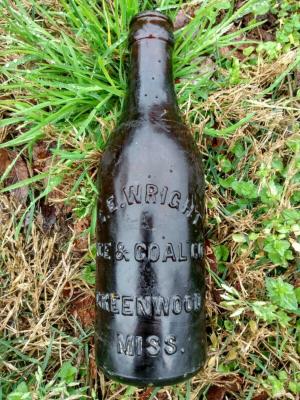 WRIGHT
ICE & COAL CO
GREENWOOD
MISS.